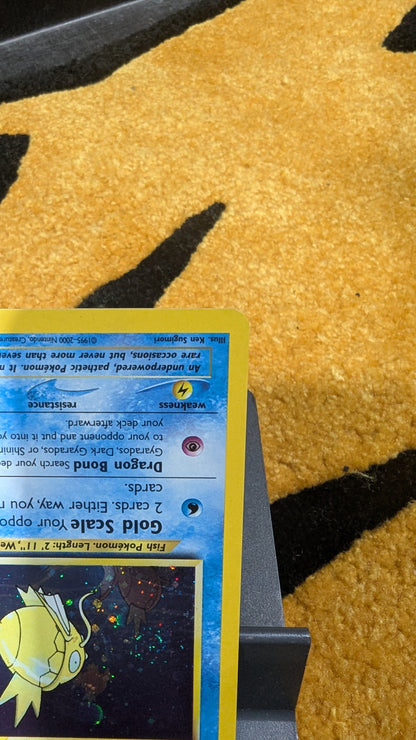 Fish Pokémon. Length: 2' 11", We
Gold Scale Your oppo
2 cards. Either way, you
cards.
Dragon Bond Search your de
Gyarados, Dark Gyarados, or Shinin
to your opponent and put it into yo
your deck afterward.
weakness resistance
An underpowered, pathetic Pokémon. It
rare occasions, but never more than seve
Illus. Ken Sugimori ©1995-2000 Nintendo, Creature